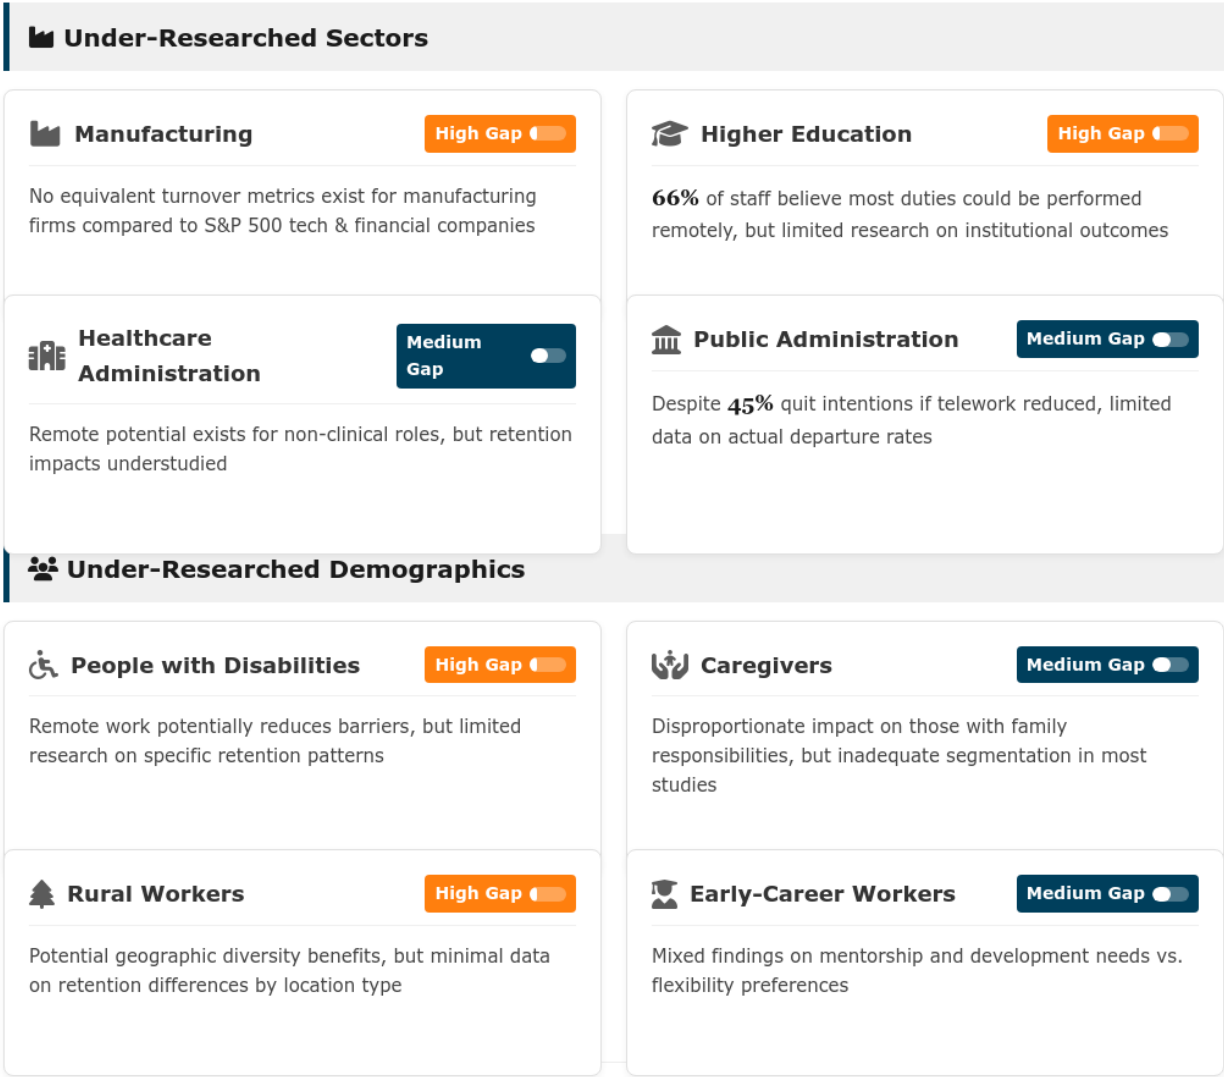 Under-Researched Sectors
Manufacturing
High Gap
No equivalent turnover metrics exist for manufacturing
firms compared to S&P 500 tech & financial companies
Higher Education
High Gap
66% of staff believe most duties could be performed
remotely, but limited research on institutional outcomes
Healthcare
Administration
Medium
Gap
Remote potential exists for non-clinical roles, but retention
impacts understudied
Public Administration
Medium Gap
Despite 45% quit intentions if telework reduced, limited
data on actual departure rates
Under-Researched Demographics
People with Disabilities
High Gap
Remote work potentially reduces barriers, but limited
research on specific retention patterns
Caregivers
Medium Gap
Disproportionate impact on those with family
responsibilities, but inadequate segmentation in most
studies
Rural Workers
High Gap
Potential geographic diversity benefits, but minimal data
on retention differences by location type
Early-Career Workers
Medium Gap
Mixed findings on mentorship and development needs vs.
flexibility preferences